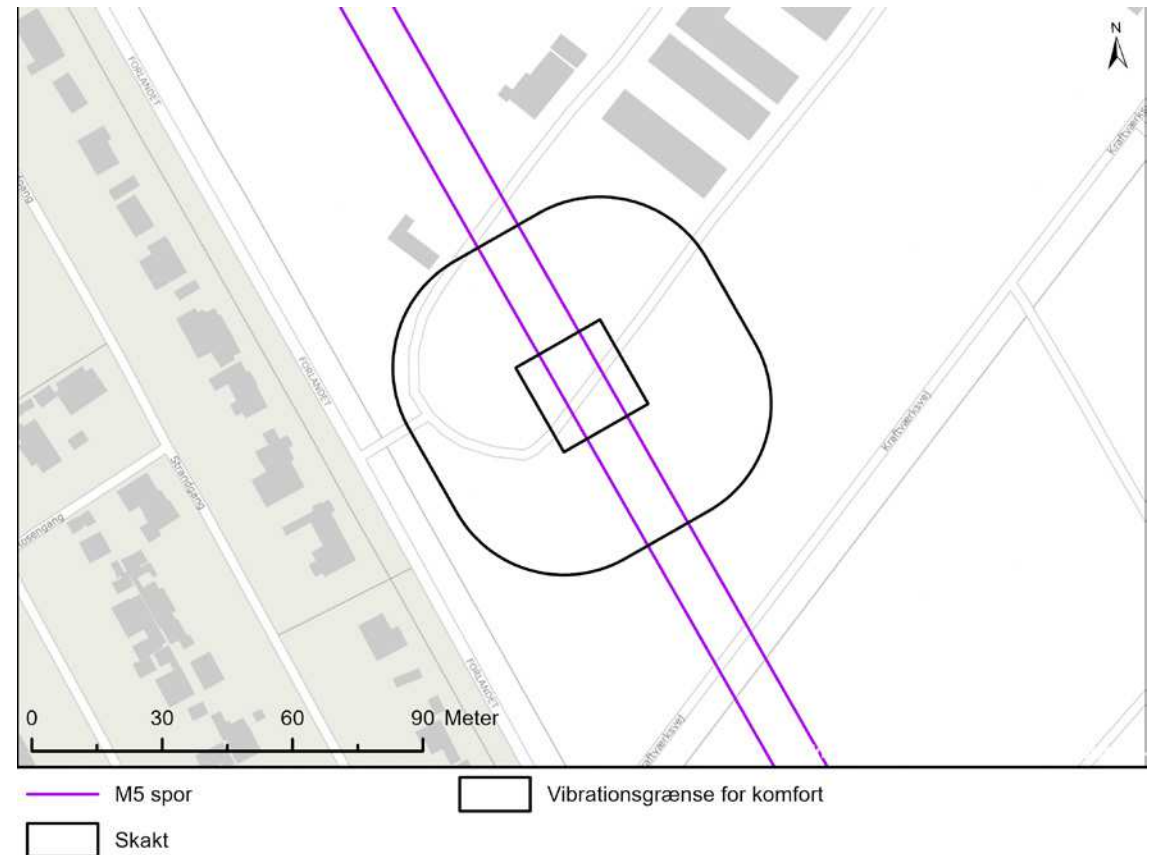 N
FORLANDET
Kraftværksvej
FORLANDET
Kraftværksvej
Strandgang
FORLANDET
0 30 60 90 Meter
M5 spor
Vibrationsgrænse for komfort
Skakt